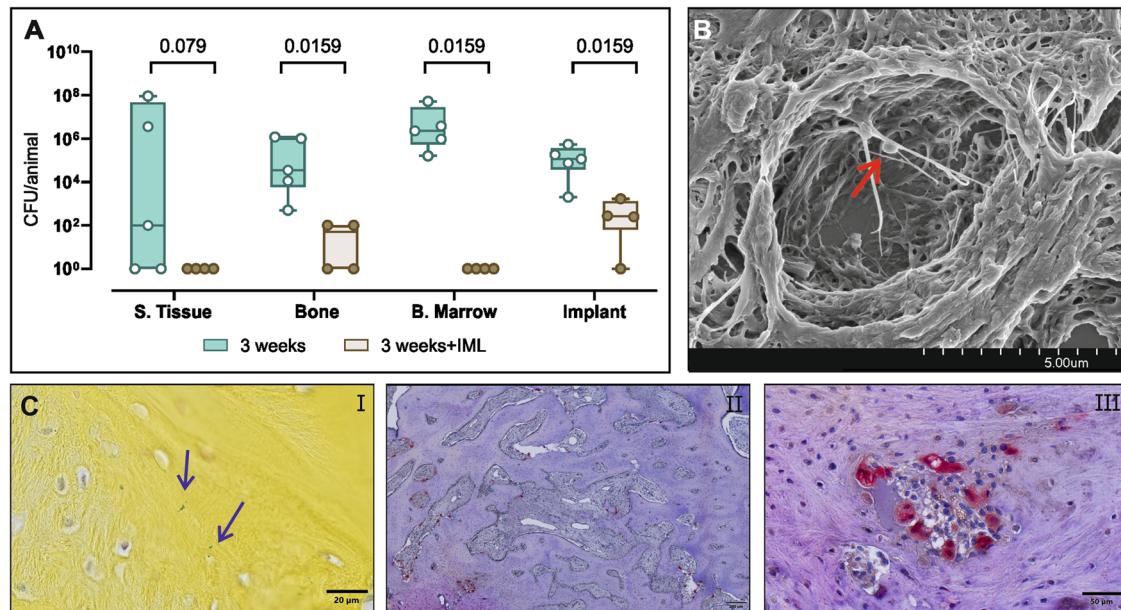 A
0.079 0.0159 0.0159 0.0159
10¹⁰
10⁸
10⁶
10⁴
10²
10⁰
CFU/animal
S. Tissue Bone B. Marrow Implant
3 weeks 3 weeks+IML
B
5.00um
C
I
20 µm
II
III
50 µm